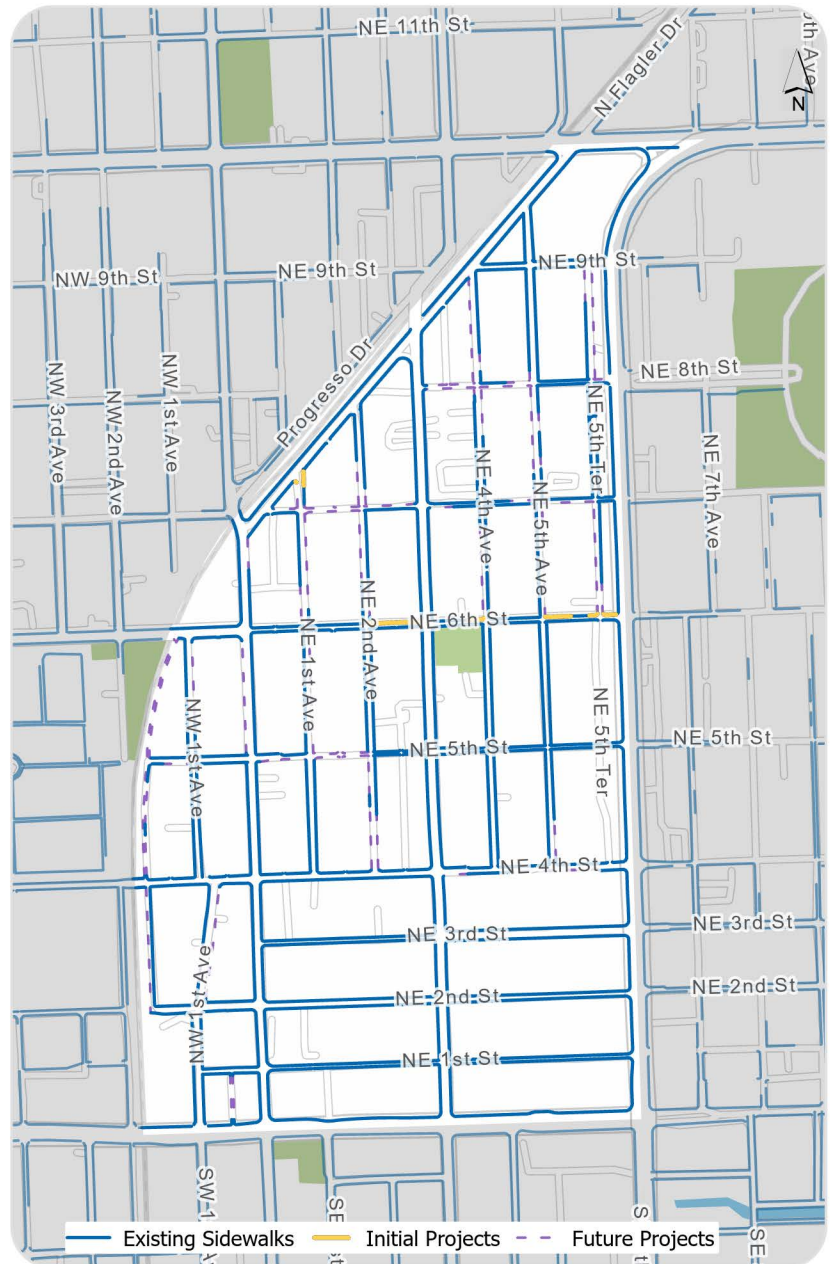 NE 11th St
N Flagler Dr
9th Ave
N
NE 9th St
NE 9th St
NW 9th St
NE 8th St
Progresso Dr
NW 3rd Ave
NW 2nd Ave
NW 1st Ave
NE 5th Ter
NE 4th Ave
NE 5th Ave
NE 7th Ave
NE 2nd Ave
NE 6th St
NE 1st Ave
NW 1st Ave
NE 5th Ter
NE 5th St
NE 5th St
NE 4th St
NE 3rd St
NE 3rd St
NW 1st Ave
NE 2nd St
NE 2nd St
NE 1st St
SE
Existing Sidewalks
Initial Projects
Future Projects